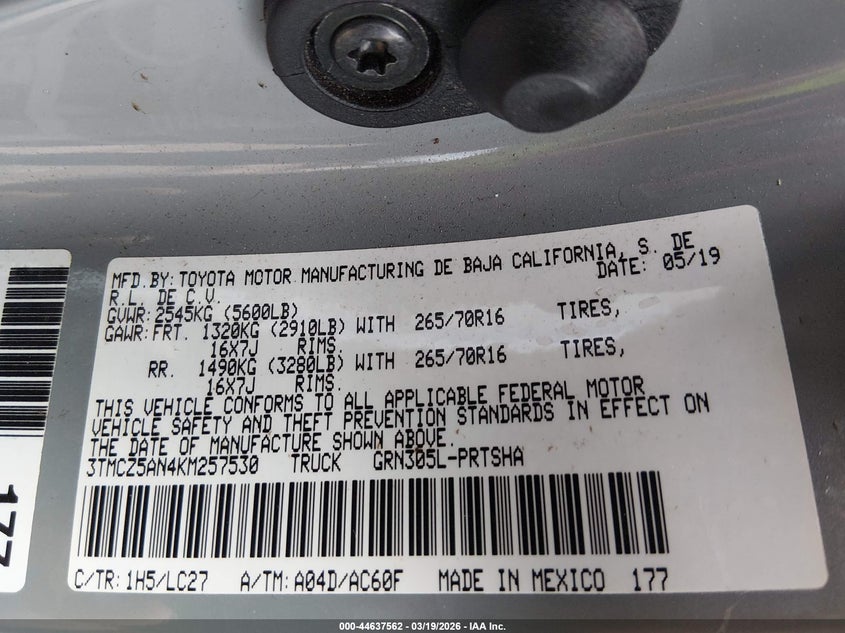 MFD.BY:TOYOTA MOTOR MANUFACTURING DE BAJA CALIFORNIA, S. DE
R.L. DE C.V. DATE: 05/19
GVWR:2545KG (5600LB)
GAWR:FRT. 1320KG (2910LB) WITH 265/70R16 TIRES,
16X7J RIMS,
RR. 1490KG (3280LB) WITH 265/70R16 TIRES,
16X7J RIMS.
THIS VEHICLE CONFORMS TO ALL APPLICABLE FEDERAL MOTOR
VEHICLE SAFETY AND THEFT PREVENTION STANDARDS IN EFFECT ON
THE DATE OF MANUFACTURE SHOWN ABOVE.
3TMCZ5AN4KM257530 TRUCK GRN305L-PRTSHA
C/TR:1H5/LC27 A/TM:A04D/AC60F MADE IN MEXICO 177
177
000-44637562 - 03/19/2026 - IAA Inc.